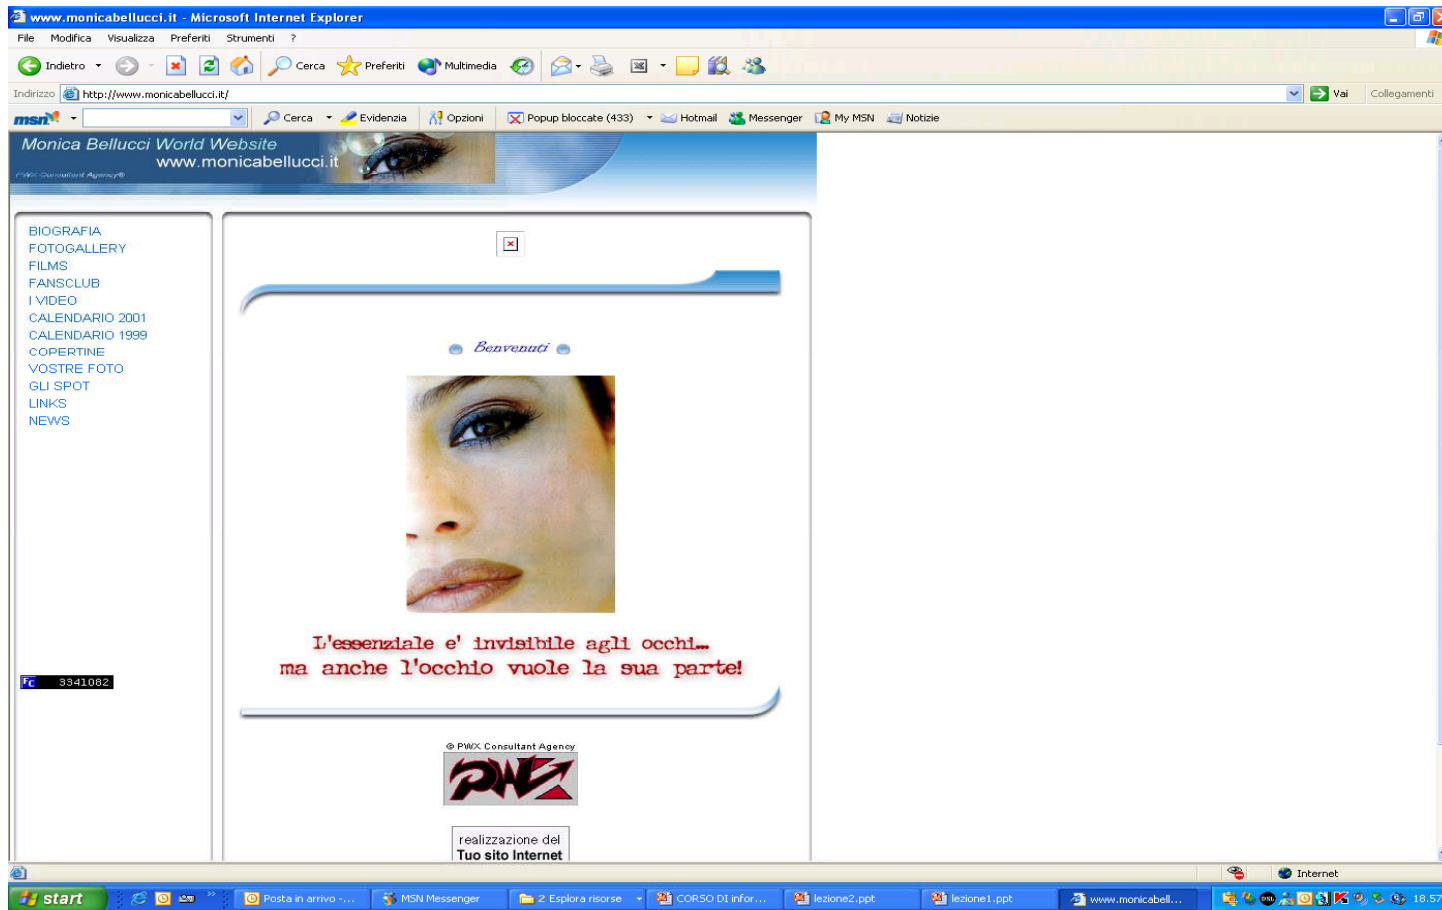 www.monicabellucci.it - Microsoft Internet Explorer
File Modifica Visualizza Preferiti Strumenti ?
Indietro Cerca Preferiti Multimedia
Indirizzo http://www.monicabellucci.it/ Vai Collegamenti
msn Cerca Evidenzia Opzioni Popup bloccate (433) Hotmail Messenger My MSN Notizie
Monica Bellucci World Website
www.monicabellucci.it
PWX Consultant Agency®
BIOGRAFIA
FOTOGALLERY
FILMS
FANSCLUB
I VIDEO
CALENDARIO 2001
CALENDARIO 1999
COPERTINE
VOSTRE FOTO
GLI SPOT
LINKS
NEWS
FC 3341082
Benvenuti
L'essenziale e' invisibile agli occhi...
ma anche l'occhio vuole la sua parte!
© PWX Consultant Agency
PWX
realizzazione del
Tuo sito Internet
Internet
start Posta in arrivo -... MSN Messenger 2 Esplora risorse CORSO DI infor... lezione2.ppt lezione1.ppt www.monicabell... 18.57